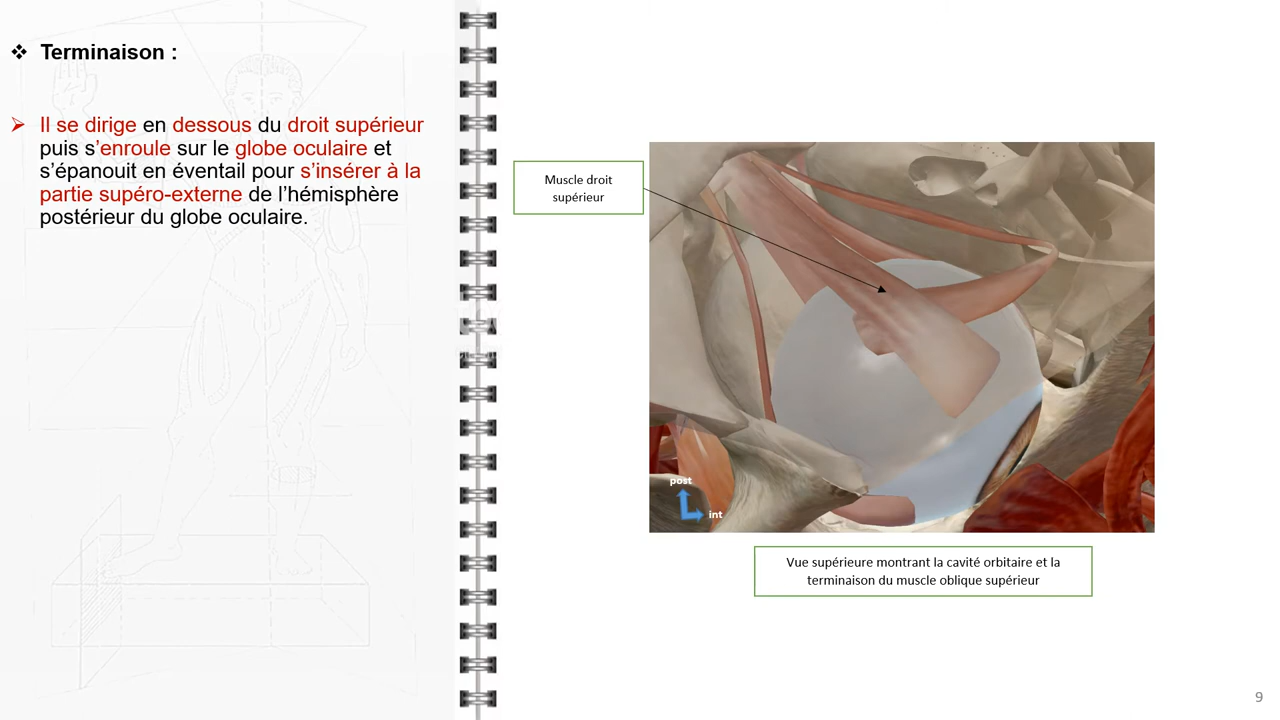 Terminaison :
Il se dirige en dessous du droit supérieur
puis s'enroule sur le globe oculaire et
s'épanouit en éventail pour s'insérer à la
partie supéro-externe de l'hémisphère
postérieur du globe oculaire.
Muscle droit
supérieur
post
int
Vue supérieure montrant la cavité orbitaire et la
terminaison du muscle oblique supérieur
9